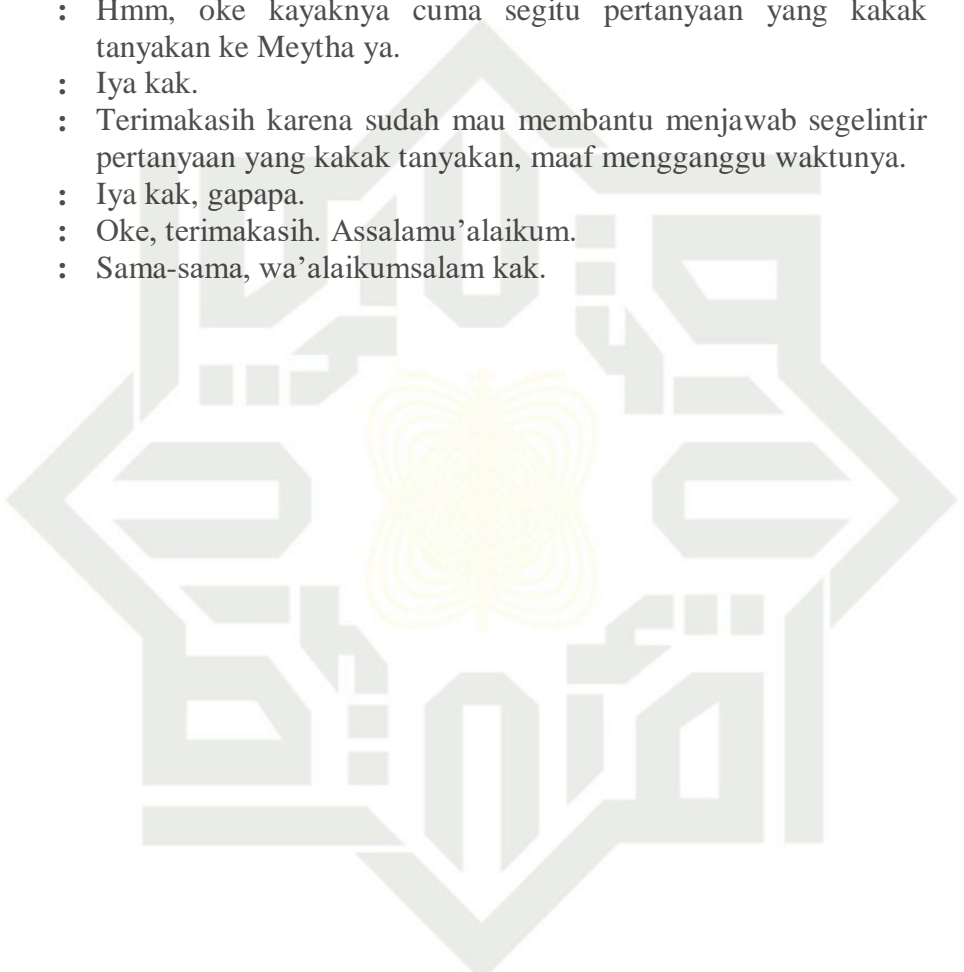 : Hmm, oke kayaknya cuma segitu pertanyaan yang kakak
tanyakan ke Meytha ya.
: Iya kak.
: Terimakasih karena sudah mau membantu menjawab segelintir
pertanyaan yang kakak tanyakan, maaf mengganggu waktunya.
: Iya kak, gapapa.
: Oke, terimakasih. Assalamu’alaikum.
: Sama-sama, wa’alaikumsalam kak.